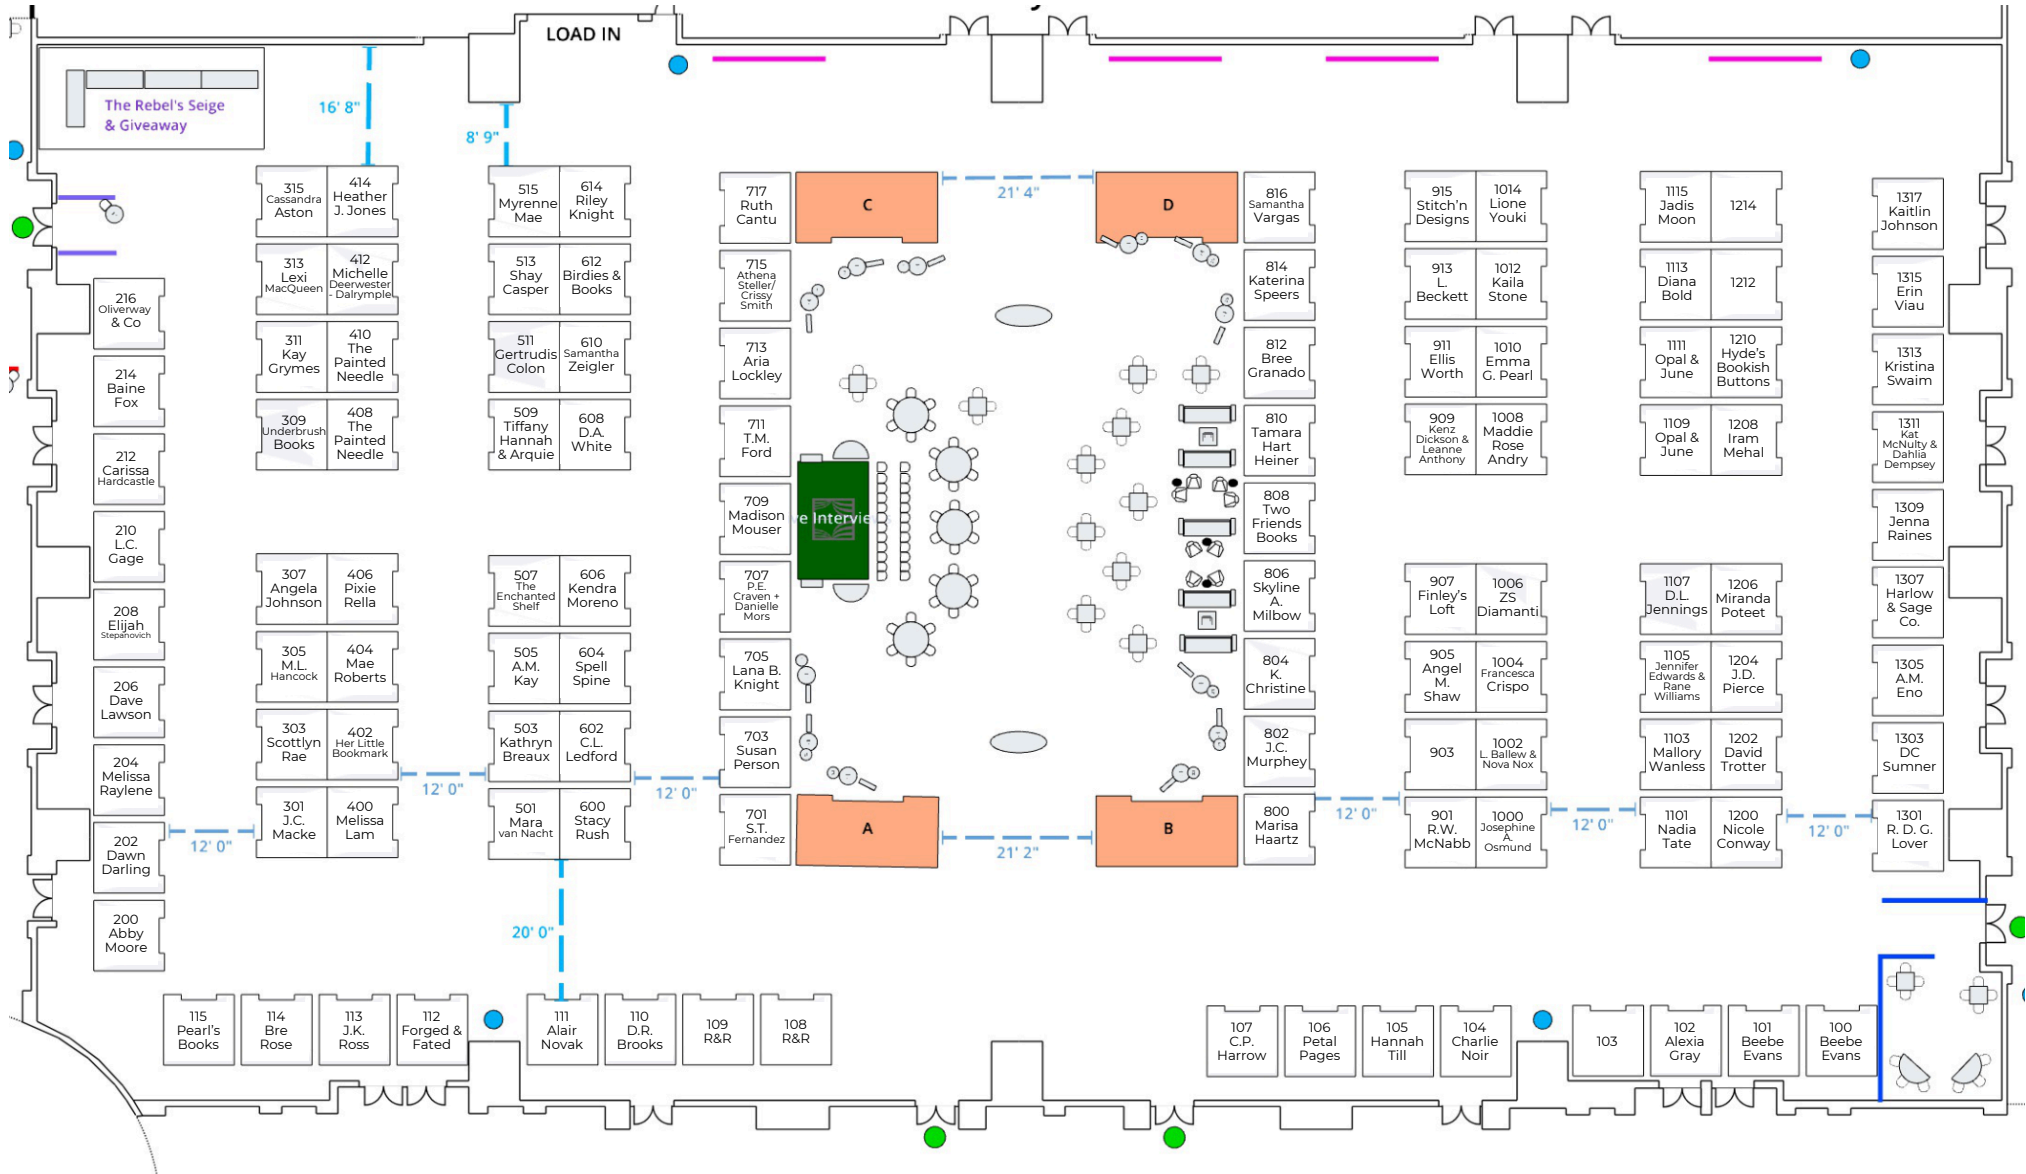 LOAD IN
The Rebel's Seige
& Giveaway
16' 8"
8' 9"
21' 4"
315
Cassandra
Aston
414
Heather
J. Jones
313
Lexi
MacQueen
412
Michelle
Deerwester
- Dalrymple
311
Kay
Grymes
410
The
Painted
Needle
309
Underbrush
Books
408
The
Painted
Needle
515
Myrenne
Mae
614
Riley
Knight
513
Shay
Casper
612
Birdies &
Books
511
Gertrudis
Colon
610
Samantha
Zeigler
509
Tiffany
Hannah
& Arquie
608
D.A.
White
717
Ruth
Cantu
715
Athena
Steller/
Crissy
Smith
713
Aria
Lockley
711
T.M.
Ford
709
Madison
Mouser
707
P.E.
Craven +
Danielle
Mors
705
Lana B.
Knight
703
Susan
Person
701
S.T.
Fernandez
C
D
A
B
ve Intervie
816
Samantha
Vargas
814
Katerina
Speers
812
Bree
Granado
810
Tamara
Hart
Heiner
808
Two
Friends
Books
806
Skyline
A.
Milbow
804
K.
Christine
802
J.C.
Murphey
800
Marisa
Haartz
915
Stitch'n
Designs
1014
Lione
Youki
913
L.
Beckett
1012
Kaila
Stone
911
Ellis
Worth
1010
Emma
G. Pearl
909
Kenz
Dickson &
Leanne
Anthony
1008
Maddie
Rose
Andry
1115
Jadis
Moon
1214
1113
Diana
Bold
1212
1111
Opal &
June
1210
Hyde's
Bookish
Buttons
1109
Opal &
June
1208
Iram
Mehal
1317
Kaitlin
Johnson
1315
Erin
Viau
1313
Kristina
Swaim
1311
Kat
McNulty &
Dahlia
Dempsey
1309
Jenna
Raines
1307
Harlow
& Sage
Co.
1305
A.M.
Eno
1303
DC
Sumner
1301
R. D. G.
Lover
216
Oliverway
& Co
214
Baine
Fox
212
Carissa
Hardcastle
210
L.C.
Gage
208
Elijah
Stepanovich
206
Dave
Lawson
204
Melissa
Raylene
202
Dawn
Darling
200
Abby
Moore
307
Angela
Johnson
406
Pixie
Rella
305
M.L.
Hancock
404
Mae
Roberts
303
Scottlyn
Rae
402
Her Little
Bookmark
301
J.C.
Macke
400
Melissa
Lam
507
The
Enchanted
Shelf
606
Kendra
Moreno
505
A.M.
Kay
604
Spell
Spine
503
Kathryn
Breaux
602
C.L.
Ledford
501
Mara
van Nacht
600
Stacy
Rush
907
Finley's
Loft
1006
ZS
Diamanti
905
Angel
M.
Shaw
1004
Francesca
Crispo
903
1002
L. Ballew &
Nova Nox
901
R.W.
McNabb
1000
Josephine
A.
Osmund
1107
D.L.
Jennings
1206
Miranda
Poteet
1105
Jennifer
Edwards &
Rane
Williams
1204
J.D.
Pierce
1103
Mallory
Wanless
1202
David
Trotter
1101
Nadia
Tate
1200
Nicole
Conway
12' 0"
12' 0"
12' 0"
21' 2"
12' 0"
12' 0"
12' 0"
20' 0"
115
Pearl's
Books
114
Bre
Rose
113
J.K.
Ross
112
Forged &
Fated
111
Alair
Novak
110
D.R.
Brooks
109
R&R
108
R&R
107
C.P.
Harrow
106
Petal
Pages
105
Hannah
Till
104
Charlie
Noir
103
102
Alexia
Gray
101
Beebe
Evans
100
Beebe
Evans